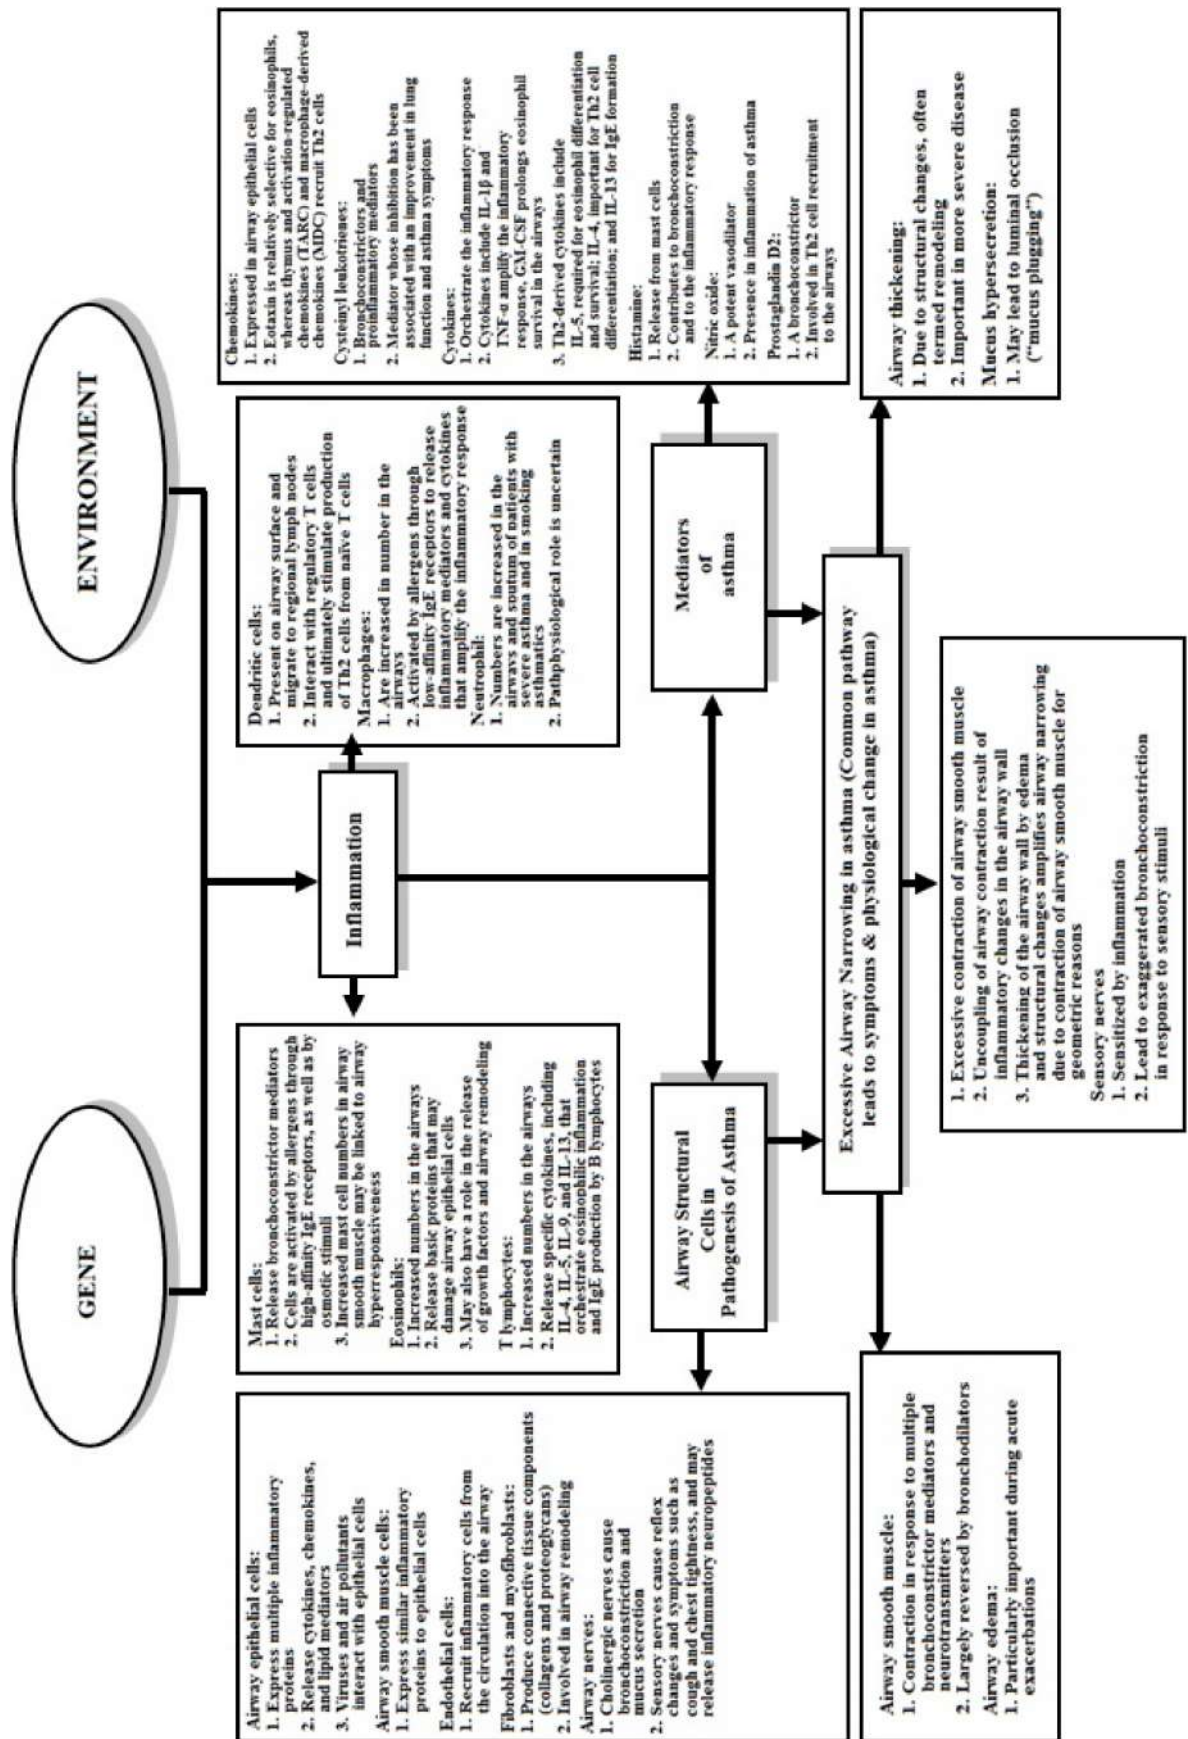 GENE
ENVIRONMENT
Inflammation
Mast cells:
1. Release bronchoconstrictor mediators
2. Cells are activated by allergens through
high-affinity IgE receptors, as well as by
osmotic stimuli
3. Increased mast cell numbers in airway
smooth muscle may be linked to airway
hyperresponsiveness
Eosinophils:
1. Increased numbers in the airways
2. Release basic proteins that may
damage airway epithelial cells
3. May also have a role in the release
of growth factors and airway remodeling
T lymphocytes:
1. Increased numbers in the airways
2. Release specific cytokines, including
IL-4, IL-5, IL-9, and IL-13, that
orchestrate eosinophilic inflammation
and IgE production by B lymphocytes
Dendritic cells:
1. Present on airway surface and
migrate to regional lymph nodes
2. Interact with regulatory T cells
and ultimately stimulate production
of Th2 cells from naïve T cells
Macrophages:
1. Are increased in number in the
airways
2. Activated by allergens through
low-affinity IgE receptors to release
inflammatory mediators and cytokines
that amplify the inflammatory response
Neutrophil:
1. Numbers are increased in the
airways and sputum of patients with
severe asthma and in smoking
asthmatics
2. Pathphysiological role is uncertain
Airway epithelial cells:
1. Express multiple inflammatory
proteins
2. Release cytokines, chemokines,
and lipid mediators
3. Viruses and air pollutants
interact with epithelial cells
Airway smooth muscle cells:
1. Express similar inflammatory
proteins to epithelial cells
Endothelial cells:
1. Recruit inflammatory cells from
the circulation into the airway
Fibroblasts and myofibroblasts:
1. Produce connective tissue components
(collagens and proteoglycans)
2. Involved in airway remodeling
Airway nerves:
1. Cholinergic nerves cause
bronchoconstriction and
mucus secretion
2. Sensory nerves cause reflex
changes and symptoms such as
cough and chest tightness, and may
release inflammatory neuropeptides
Chemokines:
1. Expressed in airway epithelial cells
2. Eotaxin is relatively selective for eosinophils,
whereas thymus and activation-regulated
chemokines (TARC) and macrophage-derived
chemokines (MDC) recruit Th2 cells
Cysteinyl leukotrienes:
1. Bronchoconstrictors and
proinflammatory mediators
2. Mediator whose inhibition has been
associated with an improvement in lung
function and asthma symptoms
Cytokines:
1. Orchestrate the inflammatory response
2. Cytokines include IL-1β and
TNF-α amplify the inflammatory
response, GM-CSF prolongs eosinophil
survival in the airways
3. Th2-derived cytokines include
IL-5, required for eosinophil differentiation
and survival; IL-4, important for Th2 cell
differentiation; and IL-13 for IgE formation
Histamine:
1. Release from mast cells
2. Contributes to bronchoconstriction
and to the inflammatory response
Nitric oxide:
1. A potent vasodilator
2. Presence in inflammation of asthma
Prostaglandin D2:
1. A bronchoconstrictor
2. Involved in Th2 cell recruitment
to the airways
Airway Structural
Cells in
Pathogenesis of Asthma
Mediators
of
asthma
Excessive Airway Narrowing in asthma (Common pathway
leads to symptoms & physiological change in asthma)
Airway smooth muscle:
1. Contraction in response to multiple
bronchoconstrictor mediators and
neurotransmitters
2. Largely reversed by bronchodilators
Airway edema:
1. Particularly important during acute
exacerbations
1. Excessive contraction of airway smooth muscle
2. Uncoupling of airway contraction result of
inflammatory changes in the airway wall
3. Thickening of the airway wall by edema
and structural changes amplifies airway narrowing
due to contraction of airway smooth muscle for
geometric reasons
Sensory nerves
1. Sensitized by inflammation
2. Lead to exaggerated bronchoconstriction
in response to sensory stimuli
Airway thickening:
1. Due to structural changes, often
termed remodeling
2. Important in more severe disease
Mucus hypersecretion:
1. May lead to luminal occlusion
("mucus plugging")